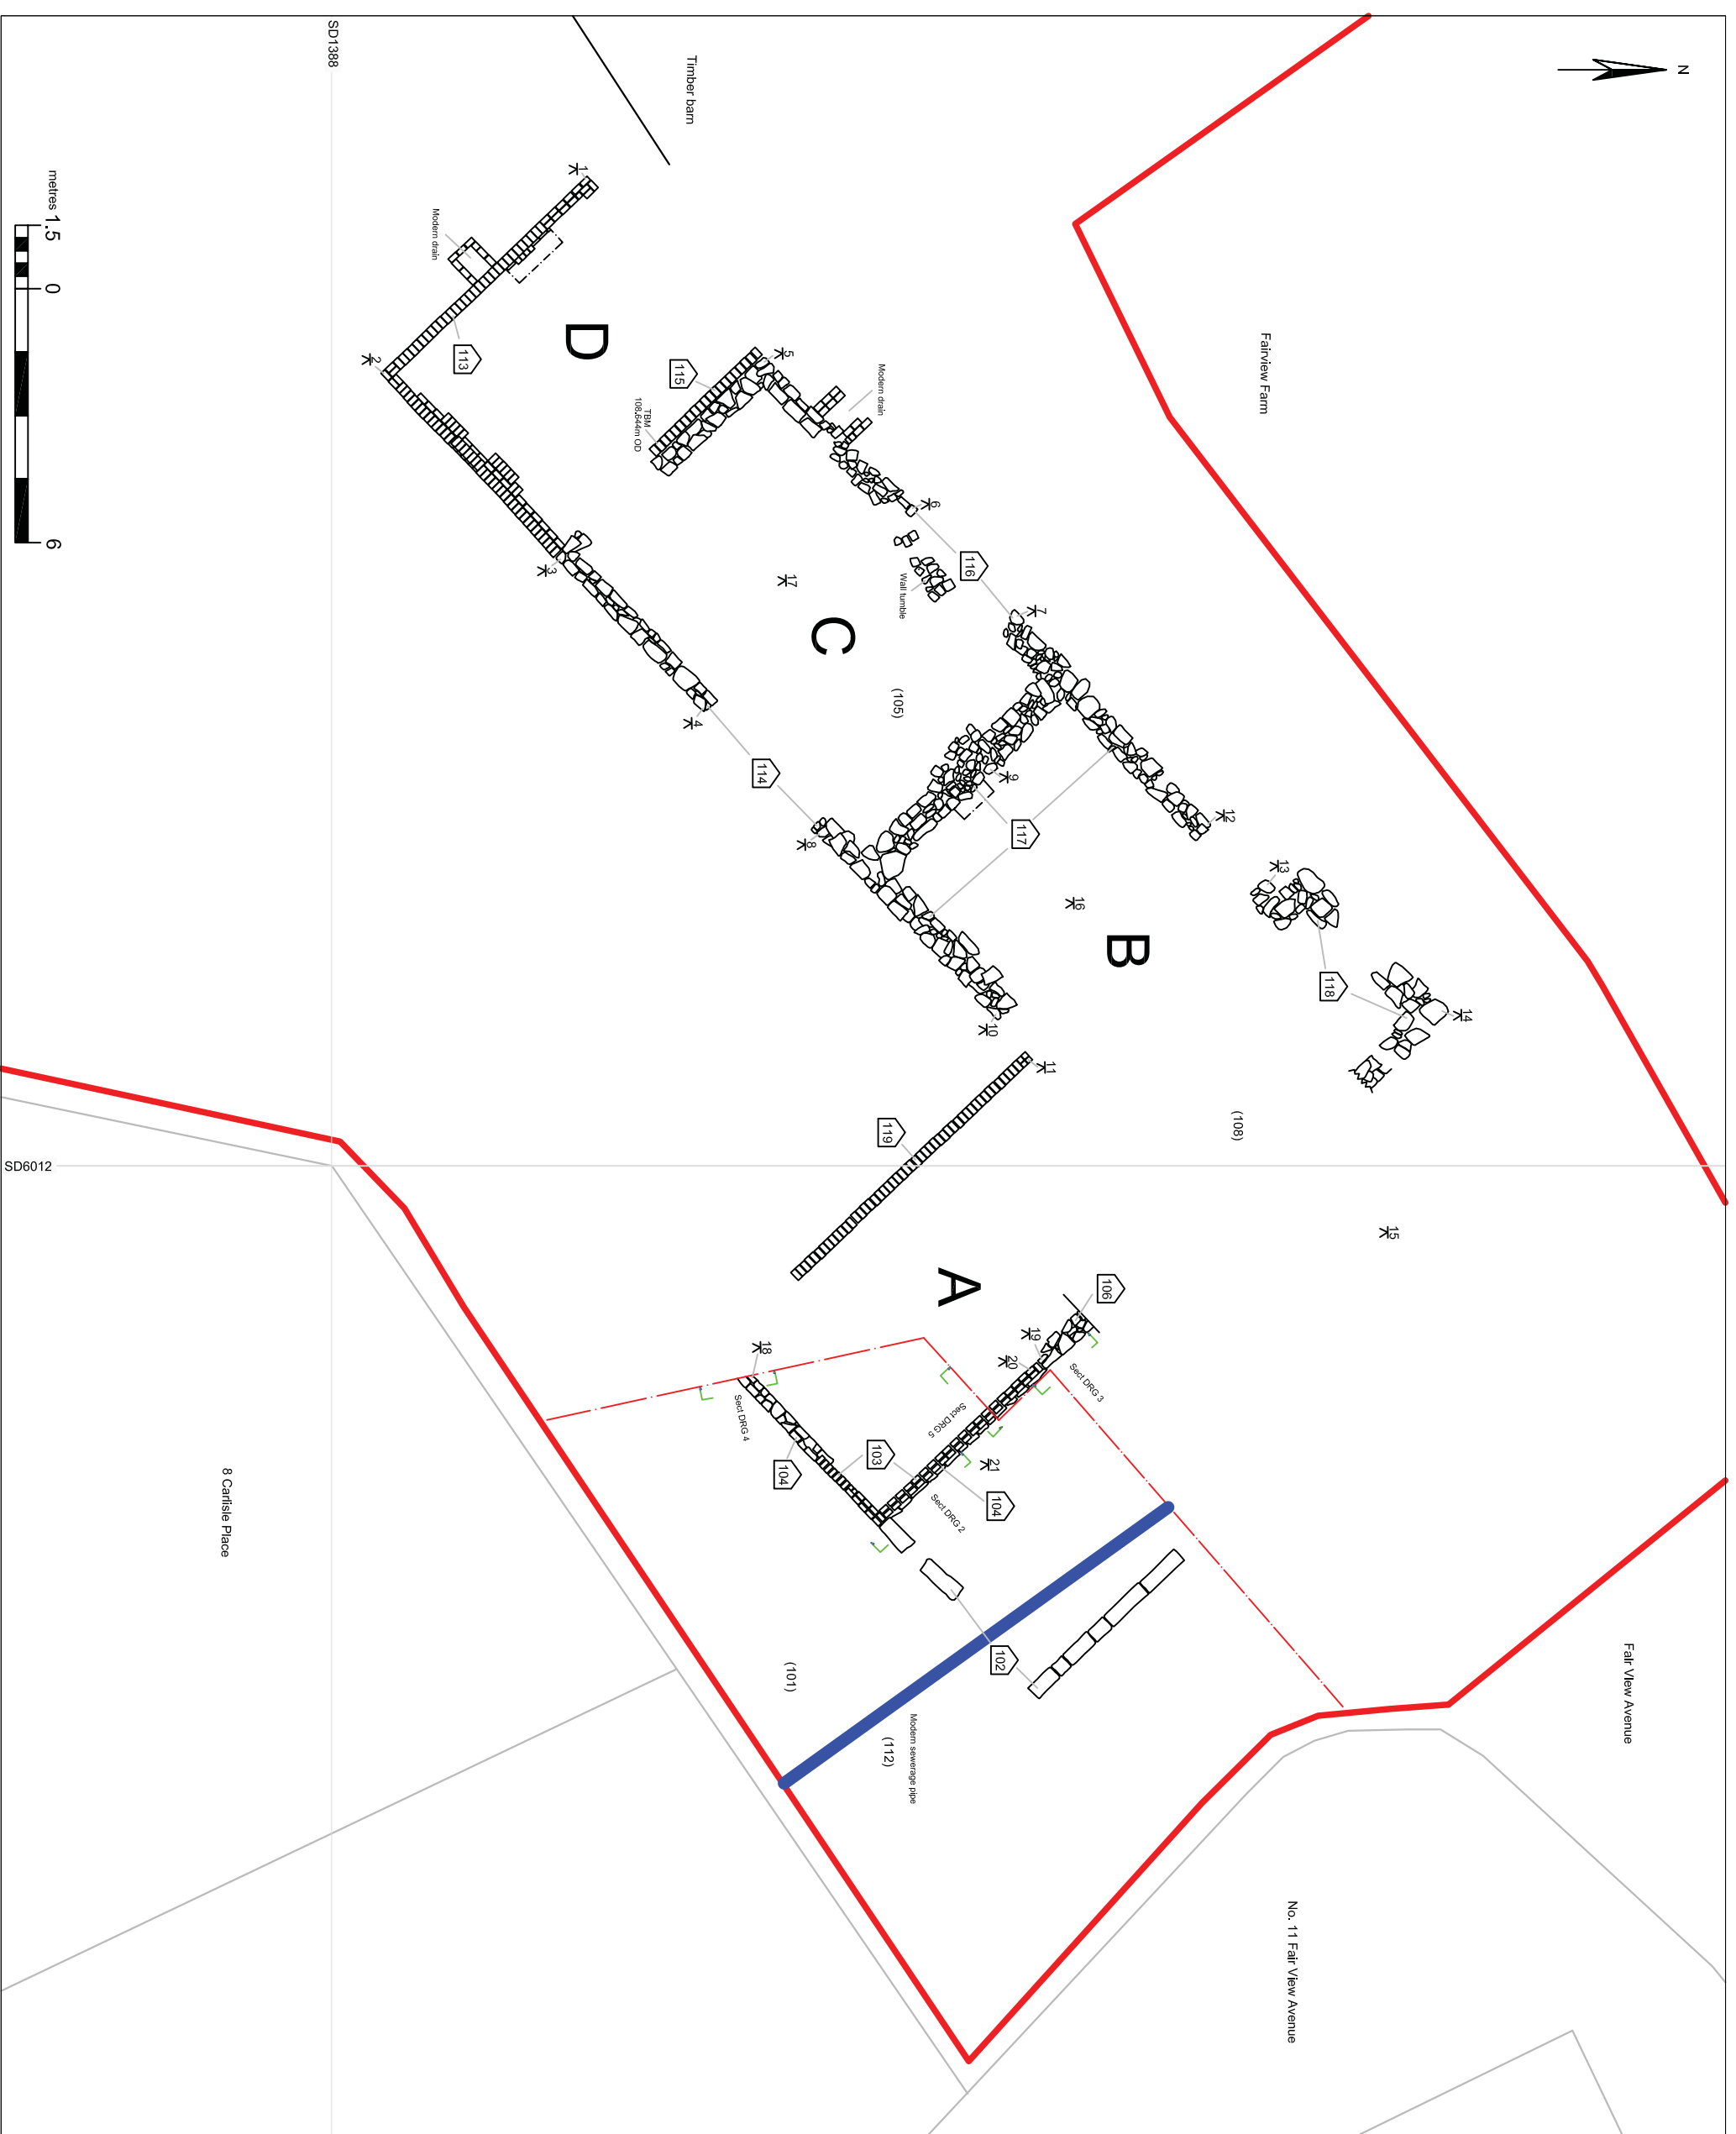 N
Fairview Farm
Fair View Avenue
No. 11 Fair View Avenue
8 Carlisle Place
Timber barn
SD1388
SD6012
metres 1.5
0
6
D
C
B
A
1
2
3
4
5
6
7
8
9
10
11
12
13
14
15
16
17
18
19
20
21
Modern drain
113
115
TBM
108.644m OD
Modern drain
116
Wall tumble
(105)
114
117
118
(108)
119
106
Sect DRG 3
Sect DRG 5
Sect DRG 4
103
104
104
Sect DRG 2
102
(101)
Modern sewerage pipe
(112)